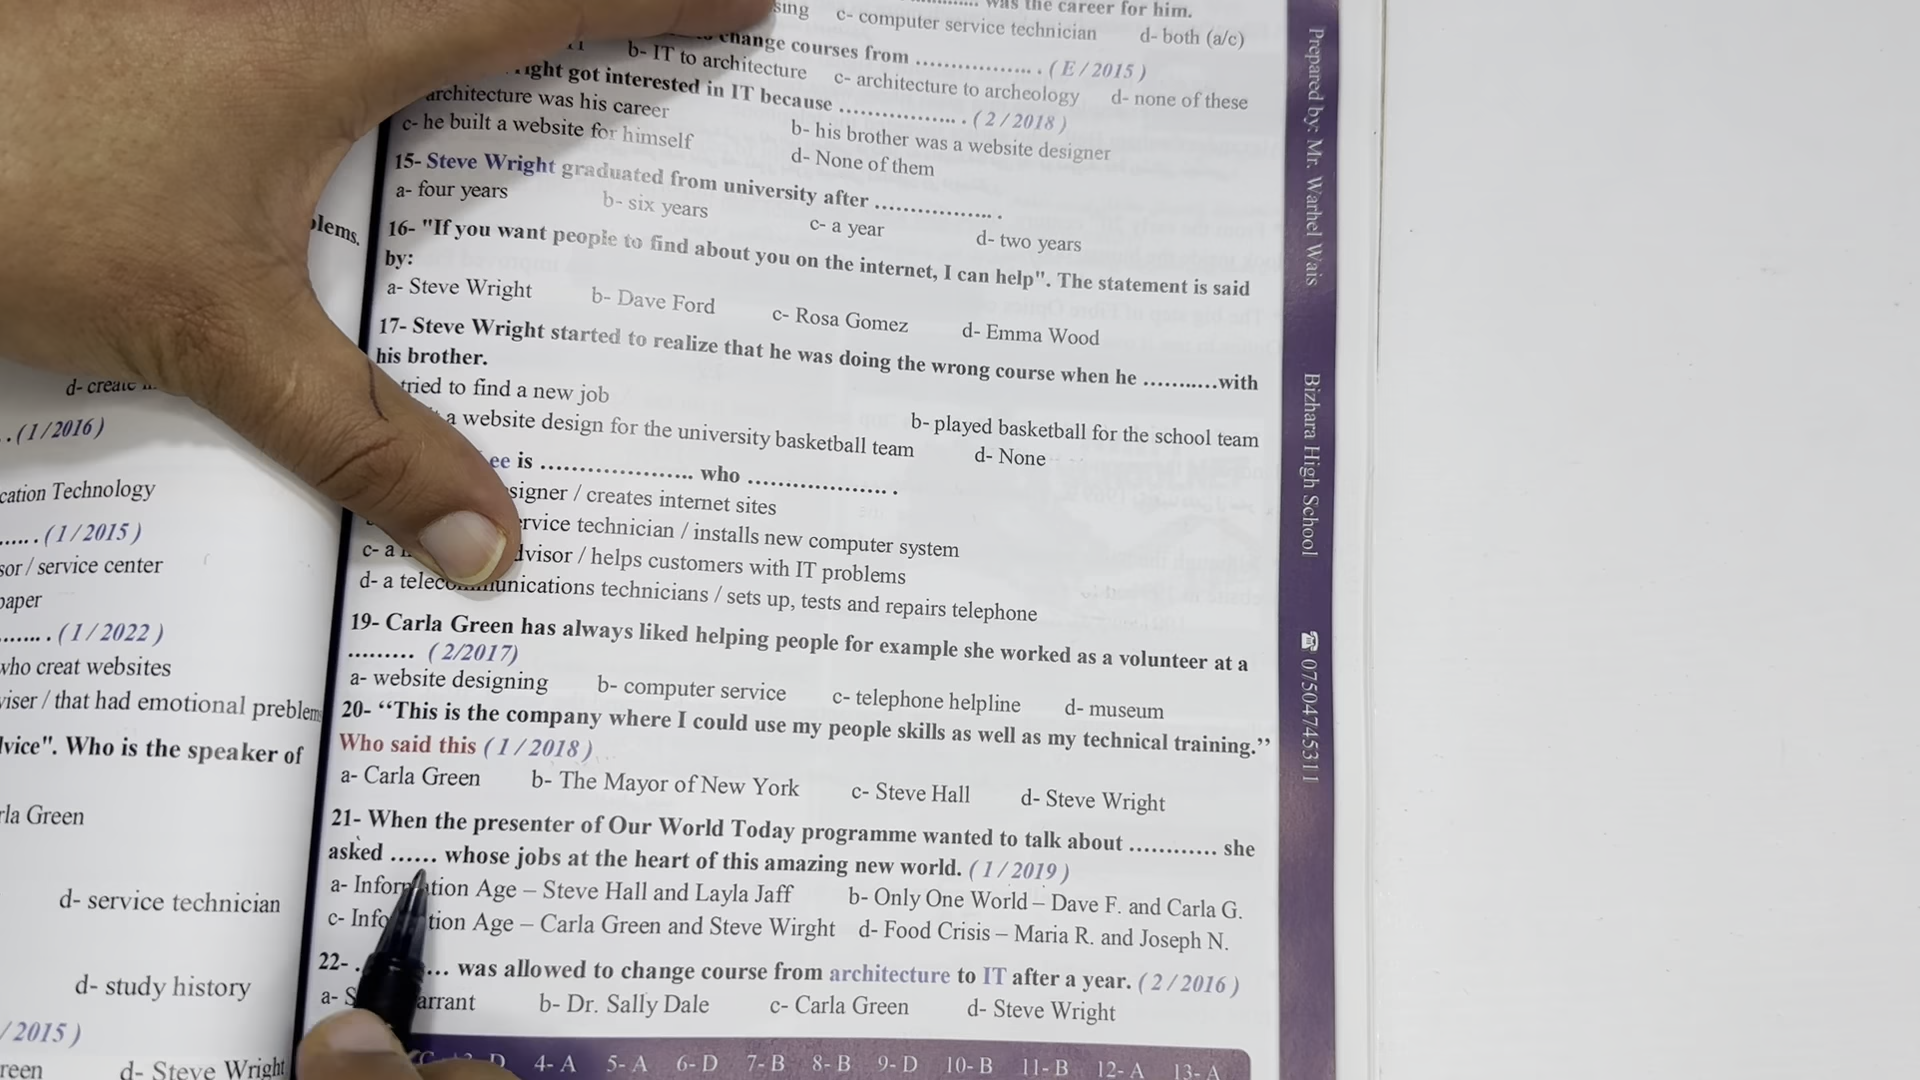 d- create
. (1/2016)
cation Technology
...... . (1/2015)
sor / service center
paper
....... . (1/2022)
who creat websites
viser / that had emotional preblem
lvice". Who is the speaker of
rla Green
d- service technician
d- study history
/ 2015)
reen d- Steve Wright
lems.
............ was the career for him.
sing c- computer service technician d- both (a/c)
to change courses from .................. . ( E / 2015 )
b- IT to architecture c- architecture to archeology d- none of these
ight got interested in IT because .................. . ( 2 / 2018 )
architecture was his career b- his brother was a website designer
c- he built a website for himself d- None of them
15- Steve Wright graduated from university after .................. .
a- four years b- six years c- a year d- two years
16- "If you want people to find about you on the internet, I can help". The statement is said
by:
a- Steve Wright b- Dave Ford c- Rosa Gomez d- Emma Wood
17- Steve Wright started to realize that he was doing the wrong course when he ...........with
his brother.
tried to find a new job b- played basketball for the school team
a website design for the university basketball team d- None
ee is .................... who ................... .
signer / creates internet sites
rvice technician / installs new computer system
c- a dvisor / helps customers with IT problems
d- a telecommunications technicians / sets up, tests and repairs telephone
19- Carla Green has always liked helping people for example she worked as a volunteer at a
......... ( 2/2017)
a- website designing b- computer service c- telephone helpline d- museum
20- “This is the company where I could use my people skills as well as my technical training.”
Who said this ( 1 / 2018 )
a- Carla Green b- The Mayor of New York c- Steve Hall d- Steve Wright
21- When the presenter of Our World Today programme wanted to talk about ............ she
asked ...... whose jobs at the heart of this amazing new world. ( 1 / 2019 )
a- Information Age – Steve Hall and Layla Jaff b- Only One World – Dave F. and Carla G.
c- Information Age – Carla Green and Steve Wirght d- Food Crisis – Maria R. and Joseph N.
22- ....... was allowed to change course from architecture to IT after a year. ( 2 / 2016 )
a- S arrant b- Dr. Sally Dale c- Carla Green d- Steve Wright
D 4- A 5- A 6- D 7- B 8- B 9- D 10- B 11- B 12- A 13- A
Prepared by: Mr. Warhel Wais Bizhara High School ☎ 07504745311